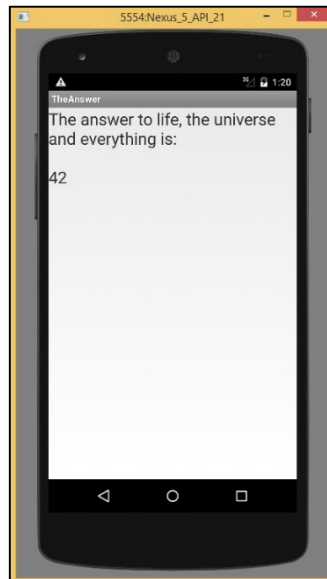 5554:Nexus_5_API_21
1:20
TheAnswer
The answer to life, the universe
and everything is:
42